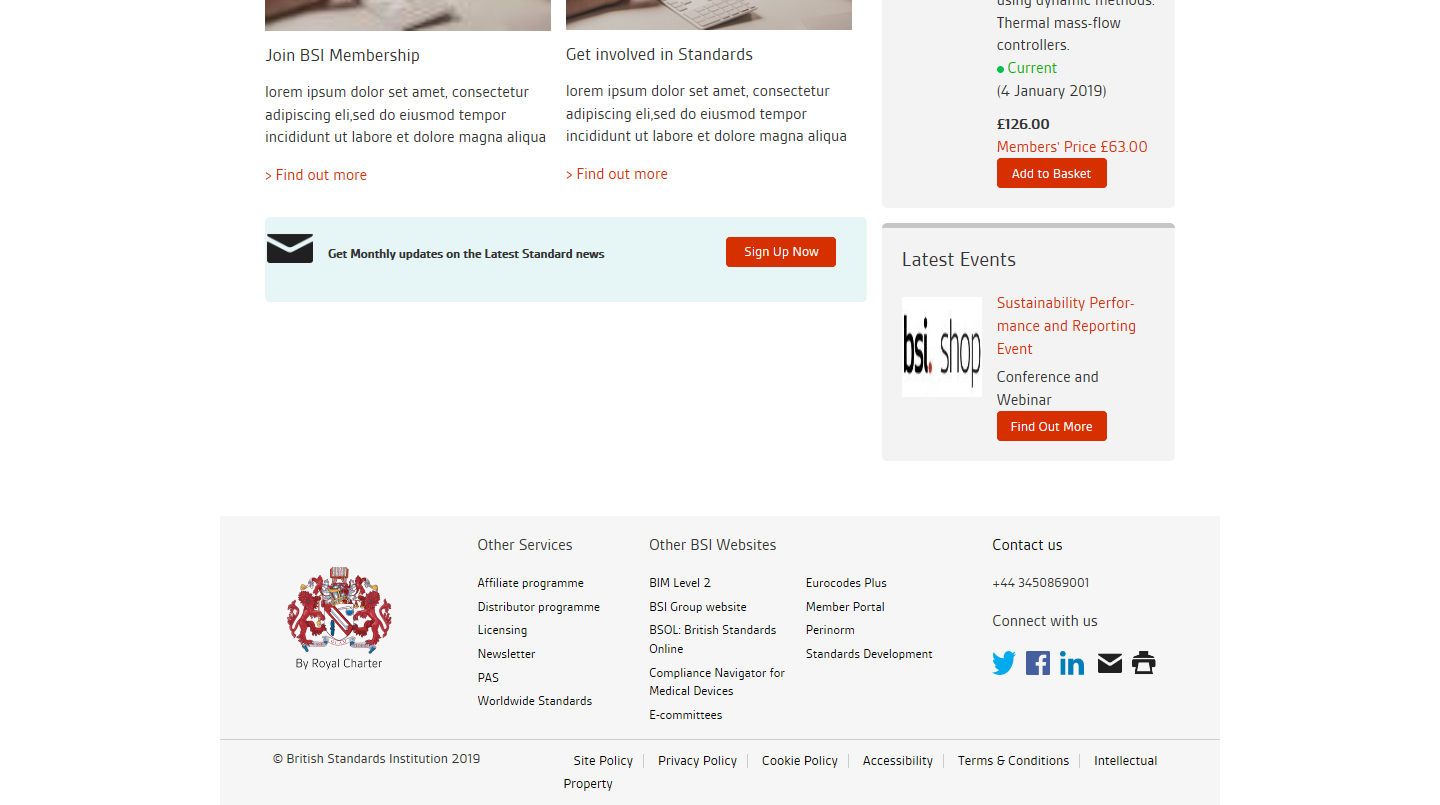 Join BSI Membership
lorem ipsum dolor set amet, consectetur
adipiscing eli,sed do eiusmod tempor
incididunt ut labore et dolore magna aliqua
> Find out more
Get involved in Standards
lorem ipsum dolor set amet, consectetur
adipiscing eli,sed do eiusmod tempor
incididunt ut labore et dolore magna aliqua
> Find out more
Get Monthly updates on the Latest Standard news
Sign Up Now
using dynamic methods.
Thermal mass-flow
controllers.
Current
(4 January 2019)
£126.00
Members' Price £63.00
Add to Basket
Latest Events
bsi. shop
Sustainability Perfor-
mance and Reporting
Event
Conference and
Webinar
Find Out More
By Royal Charter
Other Services
Affiliate programme
Distributor programme
Licensing
Newsletter
PAS
Worldwide Standards
Other BSI Websites
BIM Level 2
BSI Group website
BSOL: British Standards
Online
Compliance Navigator for
Medical Devices
E-committees
Eurocodes Plus
Member Portal
Perinorm
Standards Development
Contact us
+44 3450869001
Connect with us
© British Standards Institution 2019
Site Policy
Privacy Policy
Cookie Policy
Accessibility
Terms & Conditions
Intellectual
Property